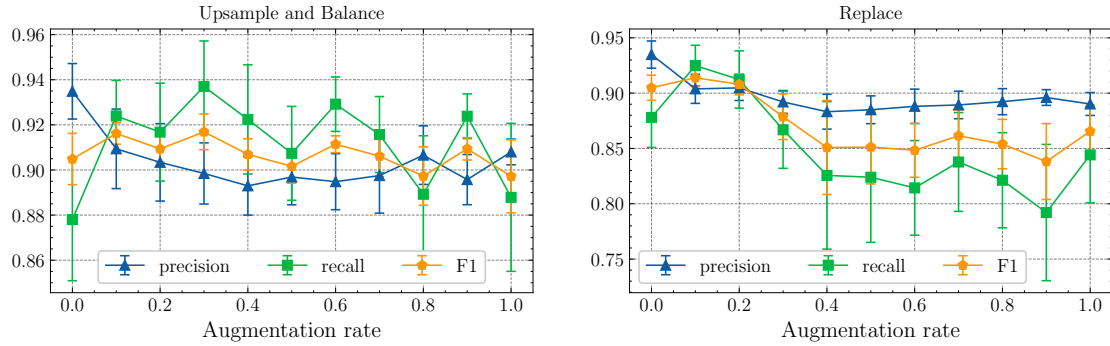 Upsample and Balance
0.96
0.94
0.92
0.90
0.88
0.86
precision recall F1
0.0 0.2 0.4 0.6 0.8 1.0
Augmentation rate
Replace
0.95
0.90
0.85
0.80
0.75
precision recall F1
0.0 0.2 0.4 0.6 0.8 1.0
Augmentation rate